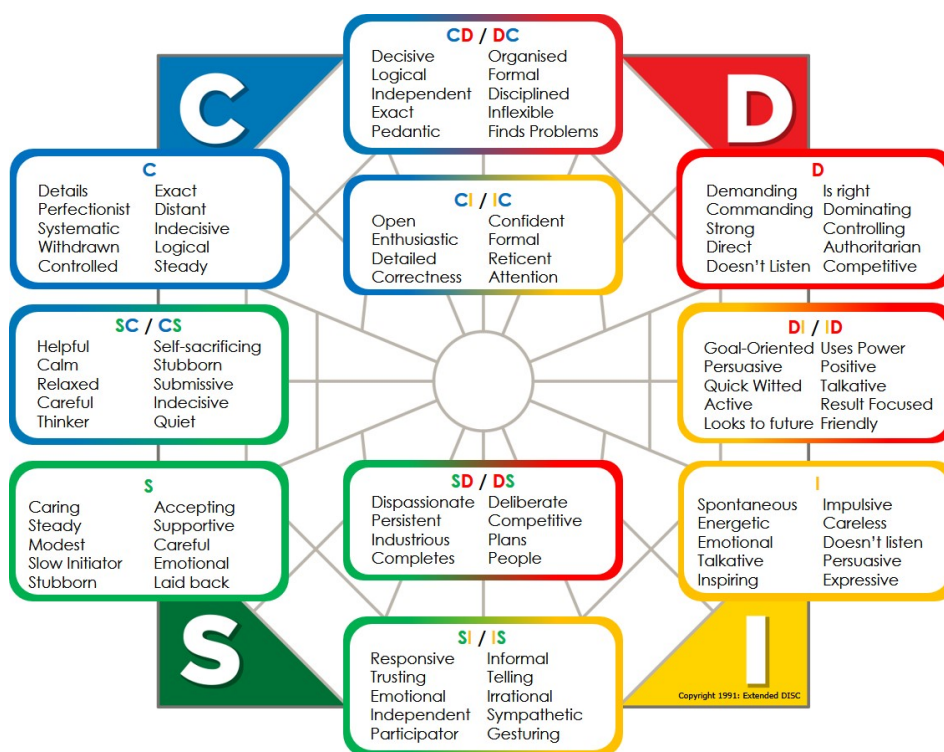 C
D
CD / DC
Decisive Organised
Logical Formal
Independent Disciplined
Exact Inflexible
Pedantic Finds Problems
C
Details Exact
Perfectionist Distant
Systematic Indecisive
Withdrawn Logical
Controlled Steady
CI / IC
Open Confident
Enthusiastic Formal
Detailed Reticent
Correctness Attention
D
Demanding Is right
Commanding Dominating
Strong Controlling
Direct Authoritarian
Doesn't Listen Competitive
SC / CS
Helpful Self-sacrificing
Calm Stubborn
Relaxed Submissive
Careful Indecisive
Thinker Quiet
DI / ID
Goal-Oriented Uses Power
Persuasive Positive
Quick Witted Talkative
Active Result Focused
Looks to future Friendly
S
Caring Accepting
Steady Supportive
Modest Careful
Slow Initiator Emotional
Stubborn Laid back
SD / DS
Dispassionate Deliberate
Persistent Competitive
Industrious Plans
Completes People
I
Spontaneous Impulsive
Energetic Careless
Emotional Doesn't listen
Talkative Persuasive
Inspiring Expressive
S
SI / IS
Responsive Informal
Trusting Telling
Emotional Irrational
Independent Sympathetic
Participator Gesturing
I
Copyright 1991: Extended DISC